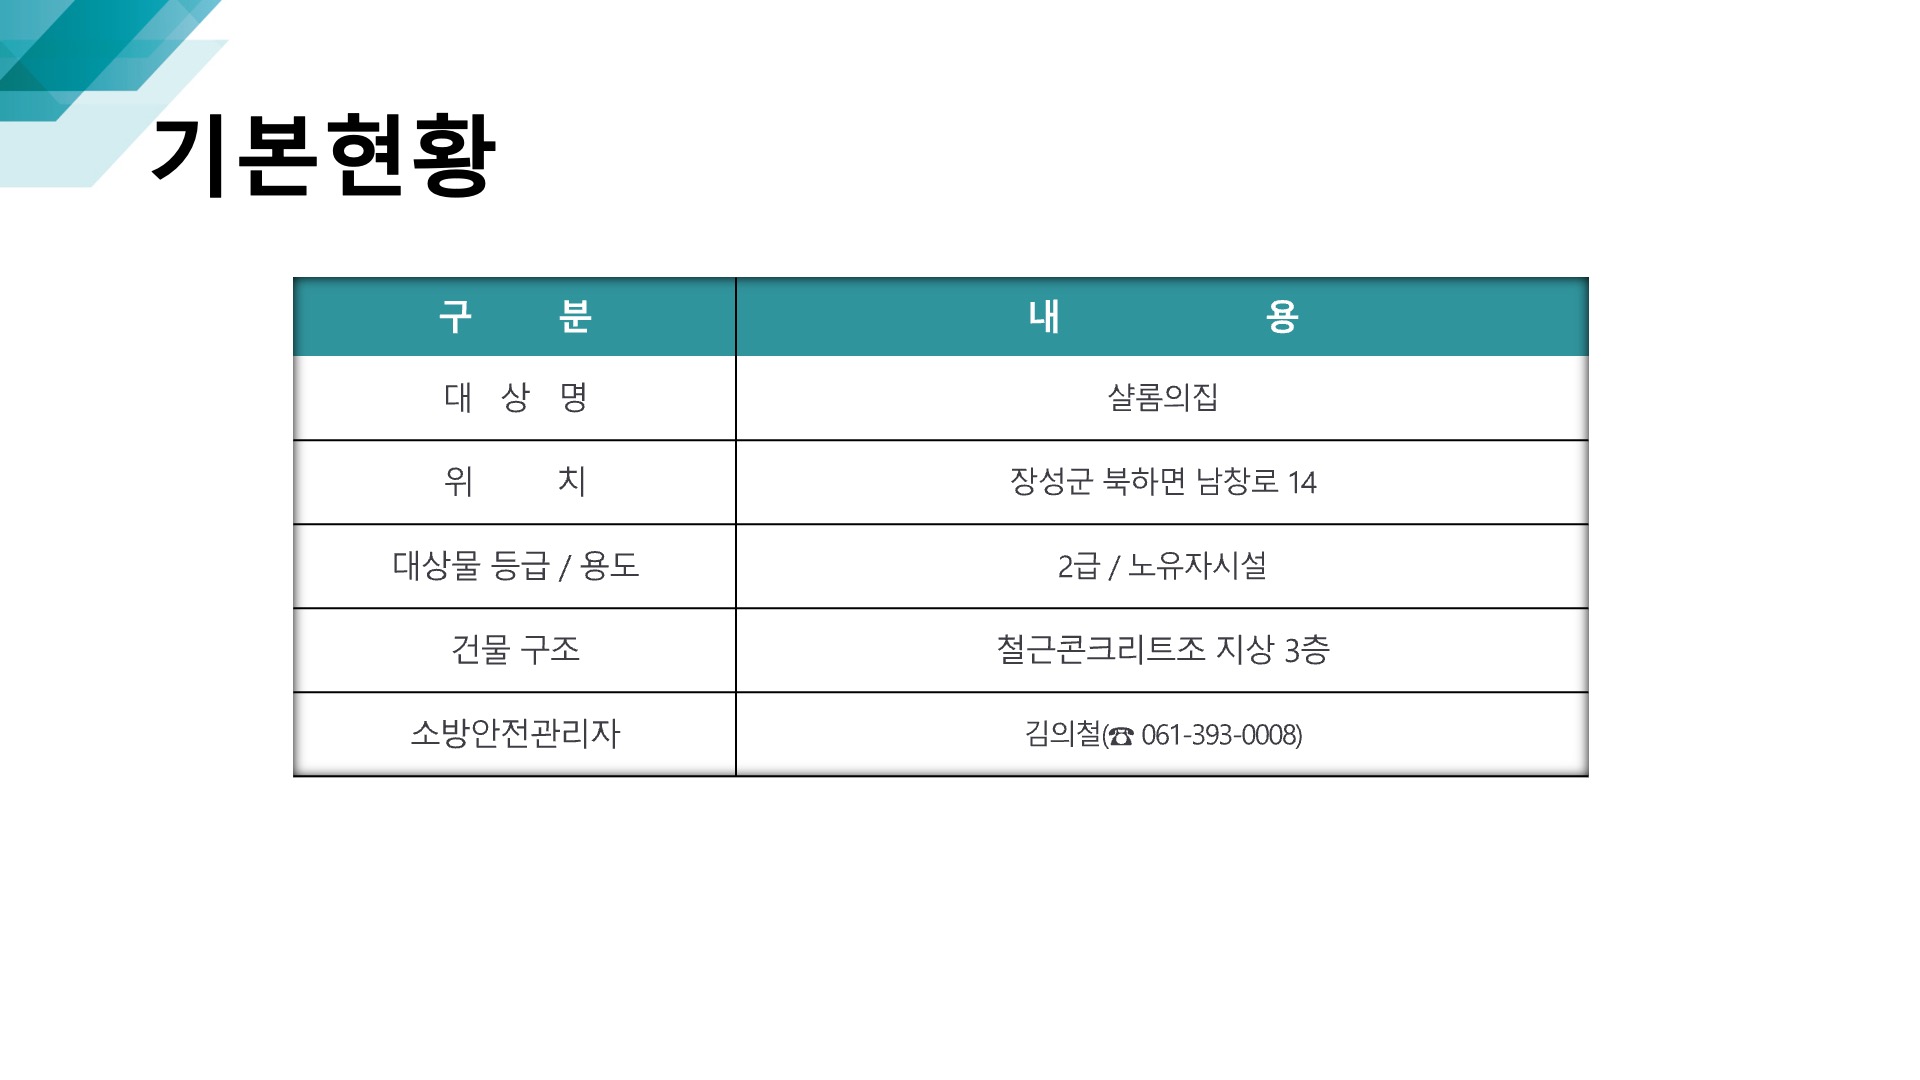 기본현황
구 분 내 용
대 상 명 샬롬의집
위 치 장성군 북하면 남창로 14
대상물 등급 / 용도 2급 / 노유자시설
건물 구조 철근콘크리트조 지상 3층
소방안전관리자 김의철(☎ 061-393-0008)